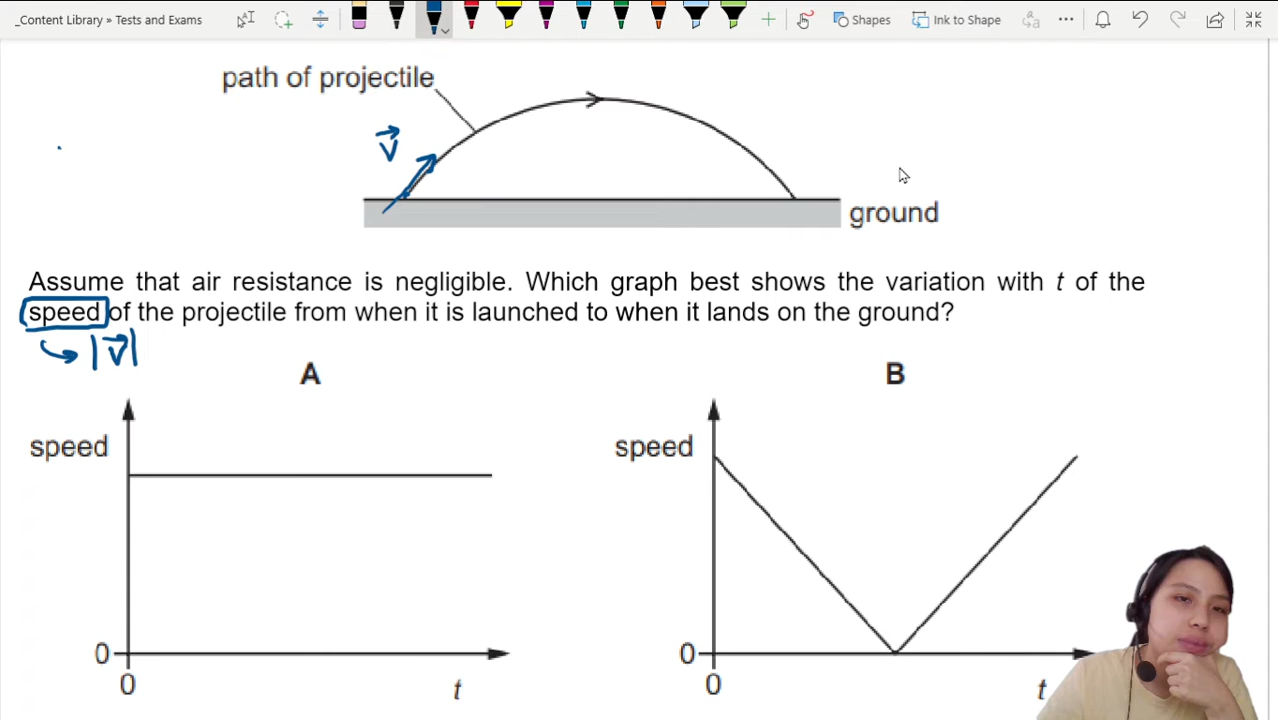 _Content Library » Tests and Exams
Shapes
Ink to Shape
path of projectile
v
ground
Assume that air resistance is negligible. Which graph best shows the variation with t of the
speed of the projectile from when it is launched to when it lands on the ground?
|v|
A
B
speed
speed
0
0
0
t
0
t